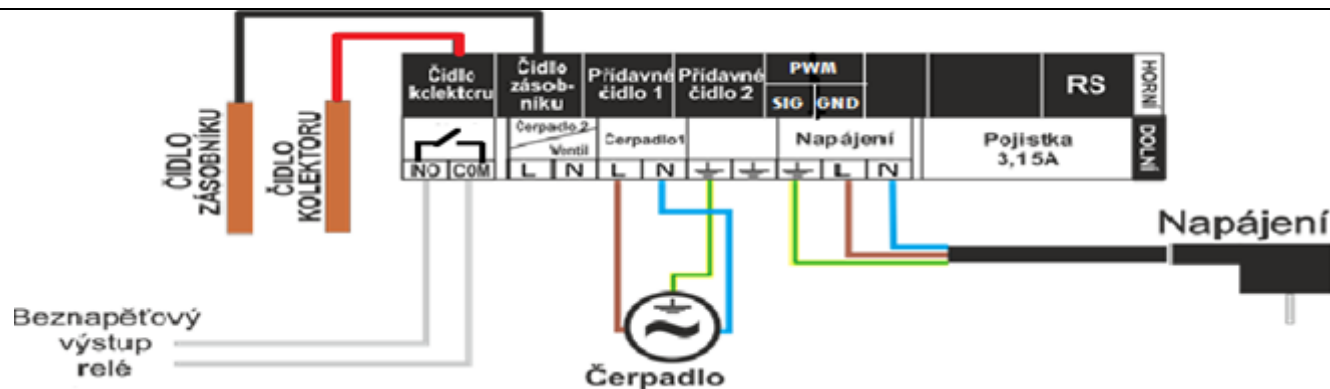 Čidlo
kolektoru
Čidlo
zásob-
níku
Přídavné
čidlo 1
Přídavné
čidlo 2
PWM
SIG GND
RS
HORNÍ
Čerpadlo 2
Ventil
Čerpadlo1
Napájení
Pojistka
3,15A
DOLNÍ
NO COM L N L N L N
ČIDLO
ZÁSOBNÍKU
ČIDLO
KOLEKTORU
Napájení
Beznapěťový
výstup
relé
Čerpadlo